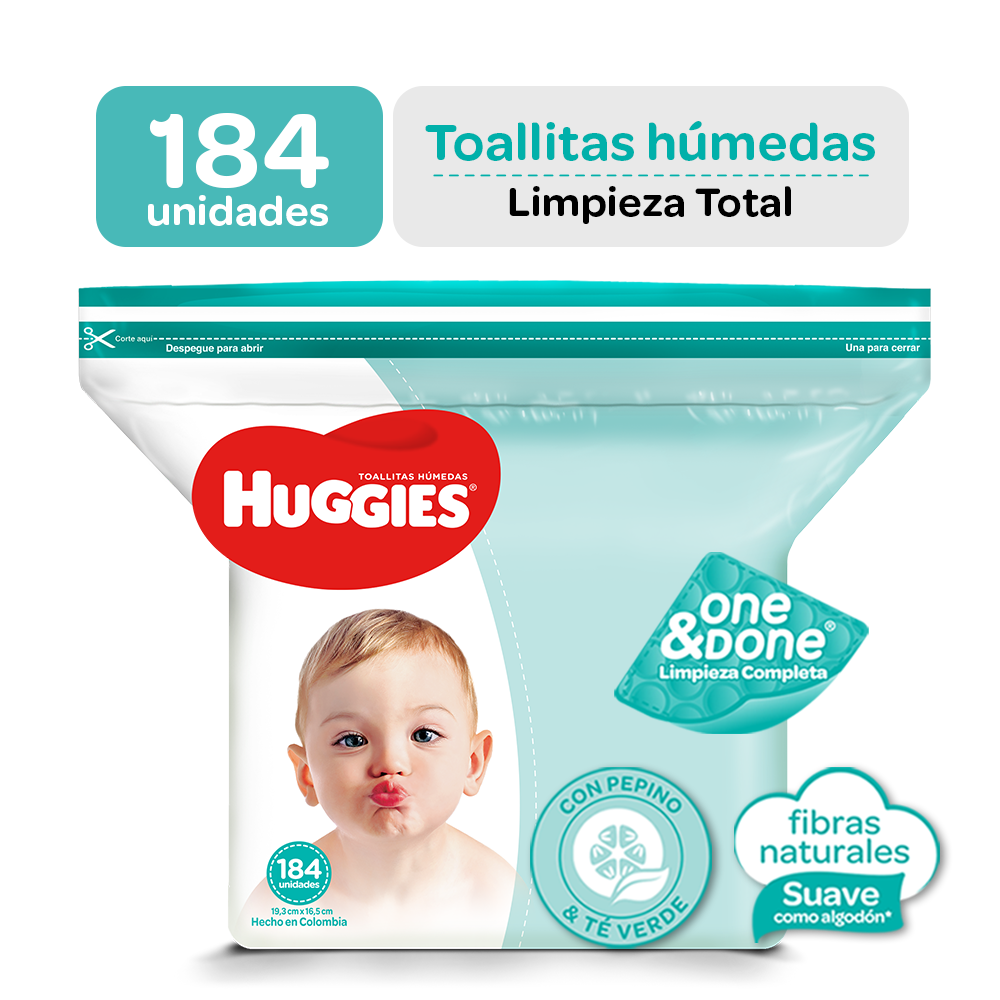 184
unidades
Toallitas húmedas
Limpieza Total
Corte aquí
Despegue para abrir
Una para cerrar
TOALLITAS HÚMEDAS
HUGGIES®
one
&DONE®
Limpieza Completa
CON PEPINO
& TÉ VERDE
fibras
naturales
Suave
como algodón*
184
unidades
19,3 cm x 16,5 cm
Hecho en Colombia